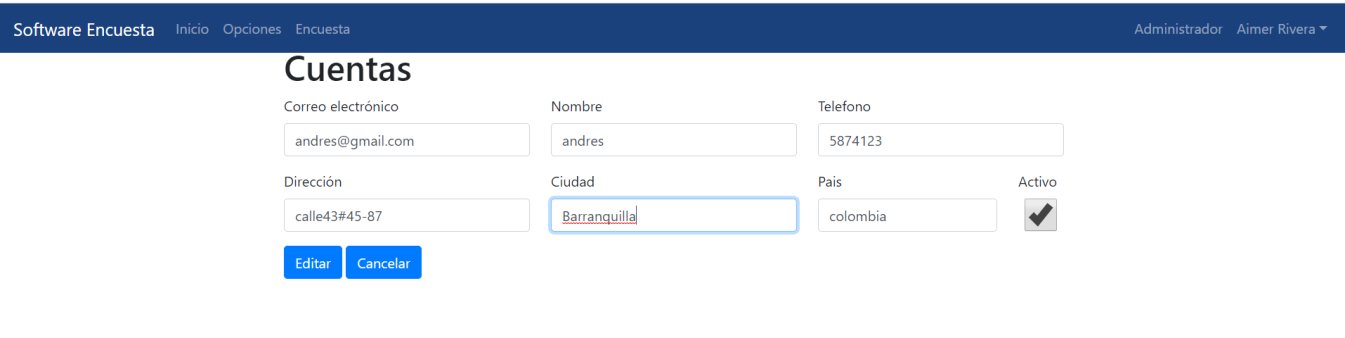 Software Encuesta Inicio Opciones Encuesta Administrador Aimer Rivera
Cuentas
Correo electrónico Nombre Telefono
andres@gmail.com andres 5874123
Dirección Ciudad Pais Activo
calle43#45-87 Barranquilla colombia
Editar Cancelar